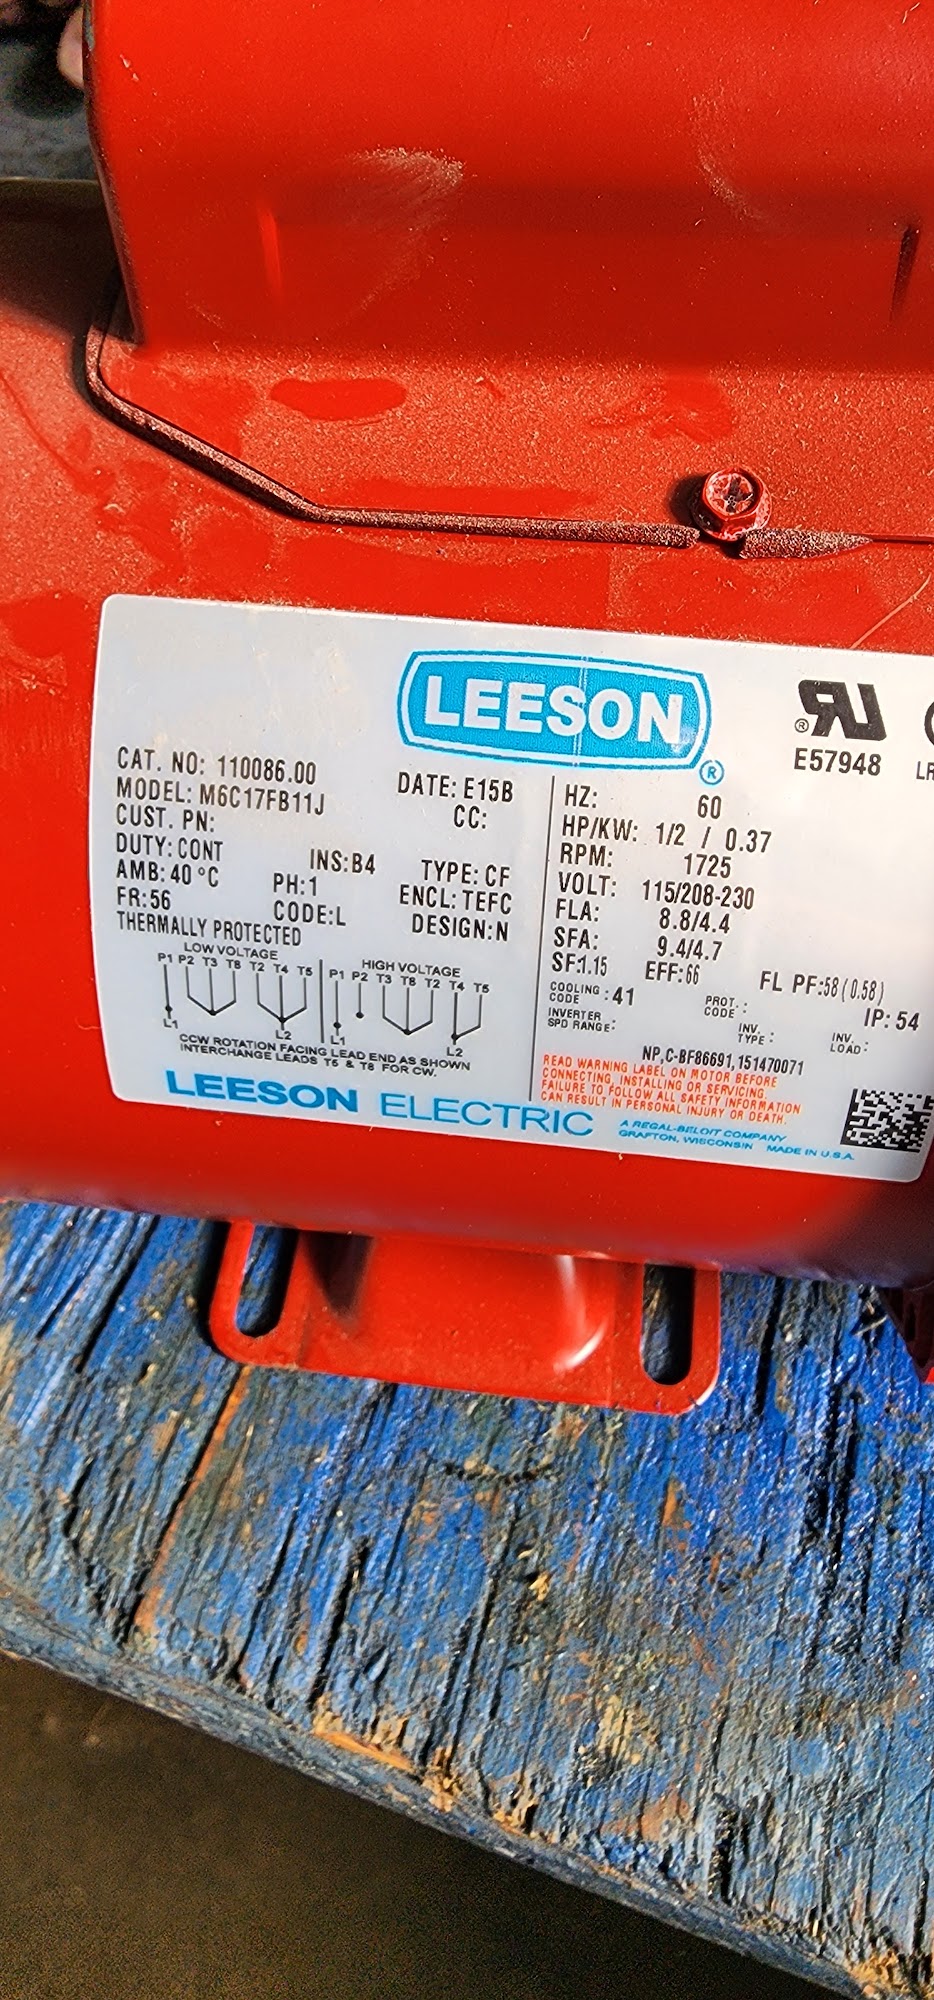 LEESON
®
®
E57948
LR
CAT. NO: 110086.00
MODEL: M6C17FB11J
DATE: E15B
CUST. PN:
CC:
DUTY: CONT
INS:B4
TYPE: CF
AMB: 40 °C
PH:1
ENCL: TEFC
FR:56
CODE:L
DESIGN:N
THERMALLY PROTECTED
LOW VOLTAGE
P1 P2 T3 T8 T2 T4 T5
L1
L2
HIGH VOLTAGE
P1 P2 T3 T8 T2 T4 T5
L1
L2
CCW ROTATION FACING LEAD END AS SHOWN
INTERCHANGE LEADS T5 & T8 FOR CW.
HZ: 60
HP/KW: 1/2 / 0.37
RPM: 1725
VOLT: 115/208-230
FLA: 8.8/4.4
SFA: 9.4/4.7
SF:1.15 EFF:66 FL PF:58 (0.58)
COOLING CODE : 41
PROT. CODE :
IP: 54
INVERTER SPD RANGE :
INV. TYPE :
INV. LOAD :
NP,C-BF86691,151470071
READ WARNING LABEL ON MOTOR BEFORE
CONNECTING, INSTALLING OR SERVICING.
FAILURE TO FOLLOW ALL SAFETY INFORMATION
CAN RESULT IN PERSONAL INJURY OR DEATH.
LEESON ELECTRIC
A REGAL-BELOIT COMPANY
GRAFTON, WISCONSIN MADE IN U.S.A.